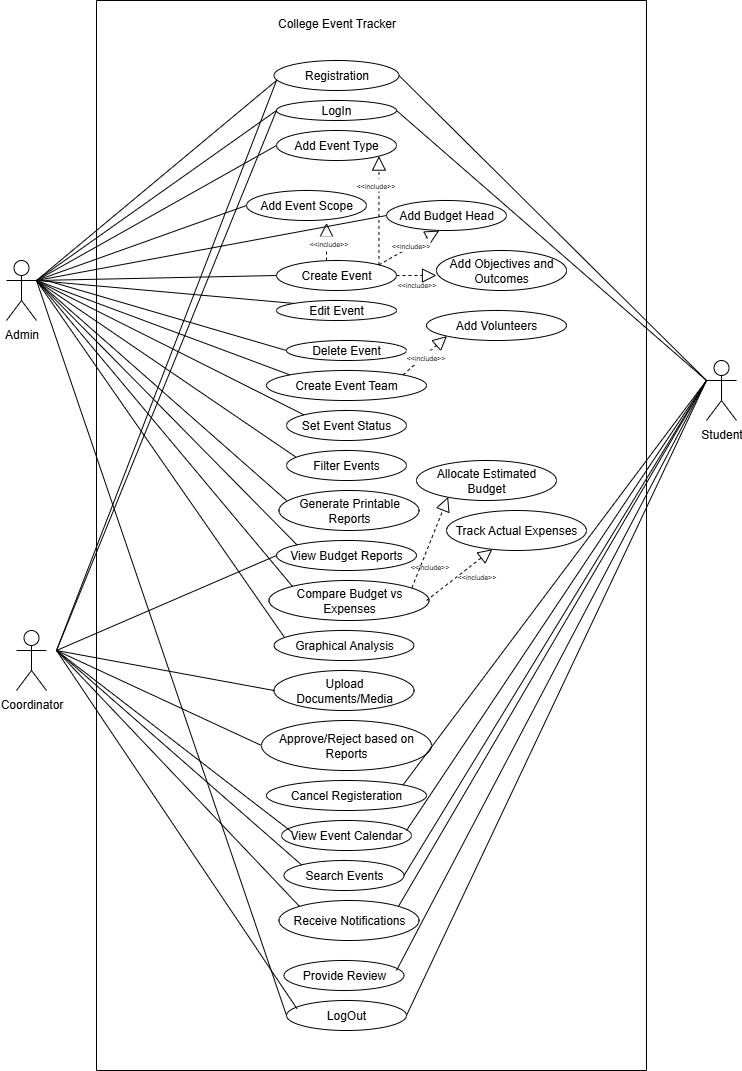 College Event Tracker
Registration
LogIn
Add Event Type
<<include>>
Add Event Scope
Add Budget Head
<<include>>
<<include>>
Create Event
Add Objectives and
Outcomes
<<include>>
Admin
Edit Event
Add Volunteers
Delete Event
<<include>>
Create Event Team
Set Event Status
Student
Filter Events
Allocate Estimated
Budget
Generate Printable
Reports
Track Actual Expenses
View Budget Reports
<<include>>
<<include>>
Compare Budget vs
Expenses
Graphical Analysis
Coordinator
Upload
Documents/Media
Approve/Reject based on
Reports
Cancel Registeration
View Event Calendar
Search Events
Receive Notifications
Provide Review
LogOut